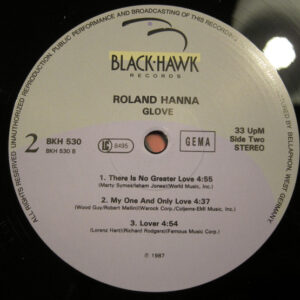 ALL RIGHTS RESERVED. UNAUTHORIZED REPRODUCTION, PUBLIC PERFORMANCE AND BROADCASTING OF THIS RECORDING
BY BELLAPHON, WEST GERMANY
BLACK-HAWK
RECORDS
ROLAND HANNA
GLOVE
2
BKH 530
BKH 530 B
LC
8495
GEMA
33 UpM
Side Two
STEREO
1. There Is No Greater Love 4:55
(Marty Symes/Isham Jones)(World Music, Inc.)
2. My One And Only Love 4:37
(Wood Guy/Robert Mellin)(Warock Corp./Colgens-EMI Music, Inc.)
3. Lover 4:54
(Lorenz Hart)(Richard Rodgers)(Famous Music Corp.)
℗ 1987